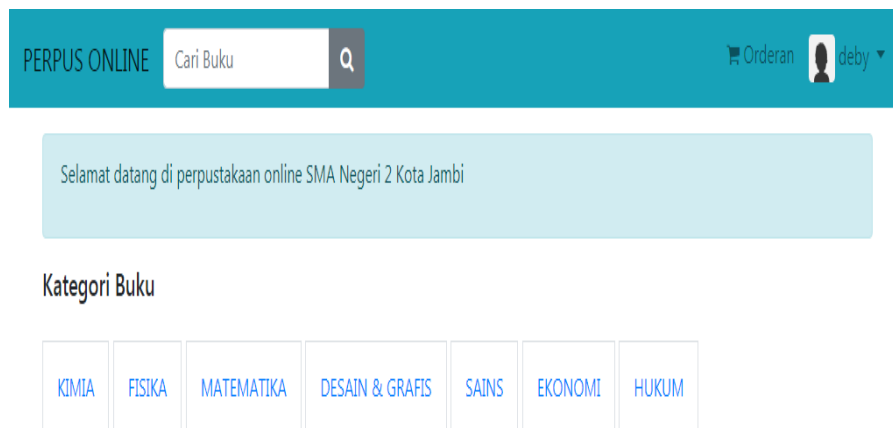 PERPUS ONLINE Cari Buku Orderan deby
Selamat datang di perpustakaan online SMA Negeri 2 Kota Jambi
Kategori Buku
KIMIA FISIKA MATEMATIKA DESAIN & GRAFIS SAINS EKONOMI HUKUM